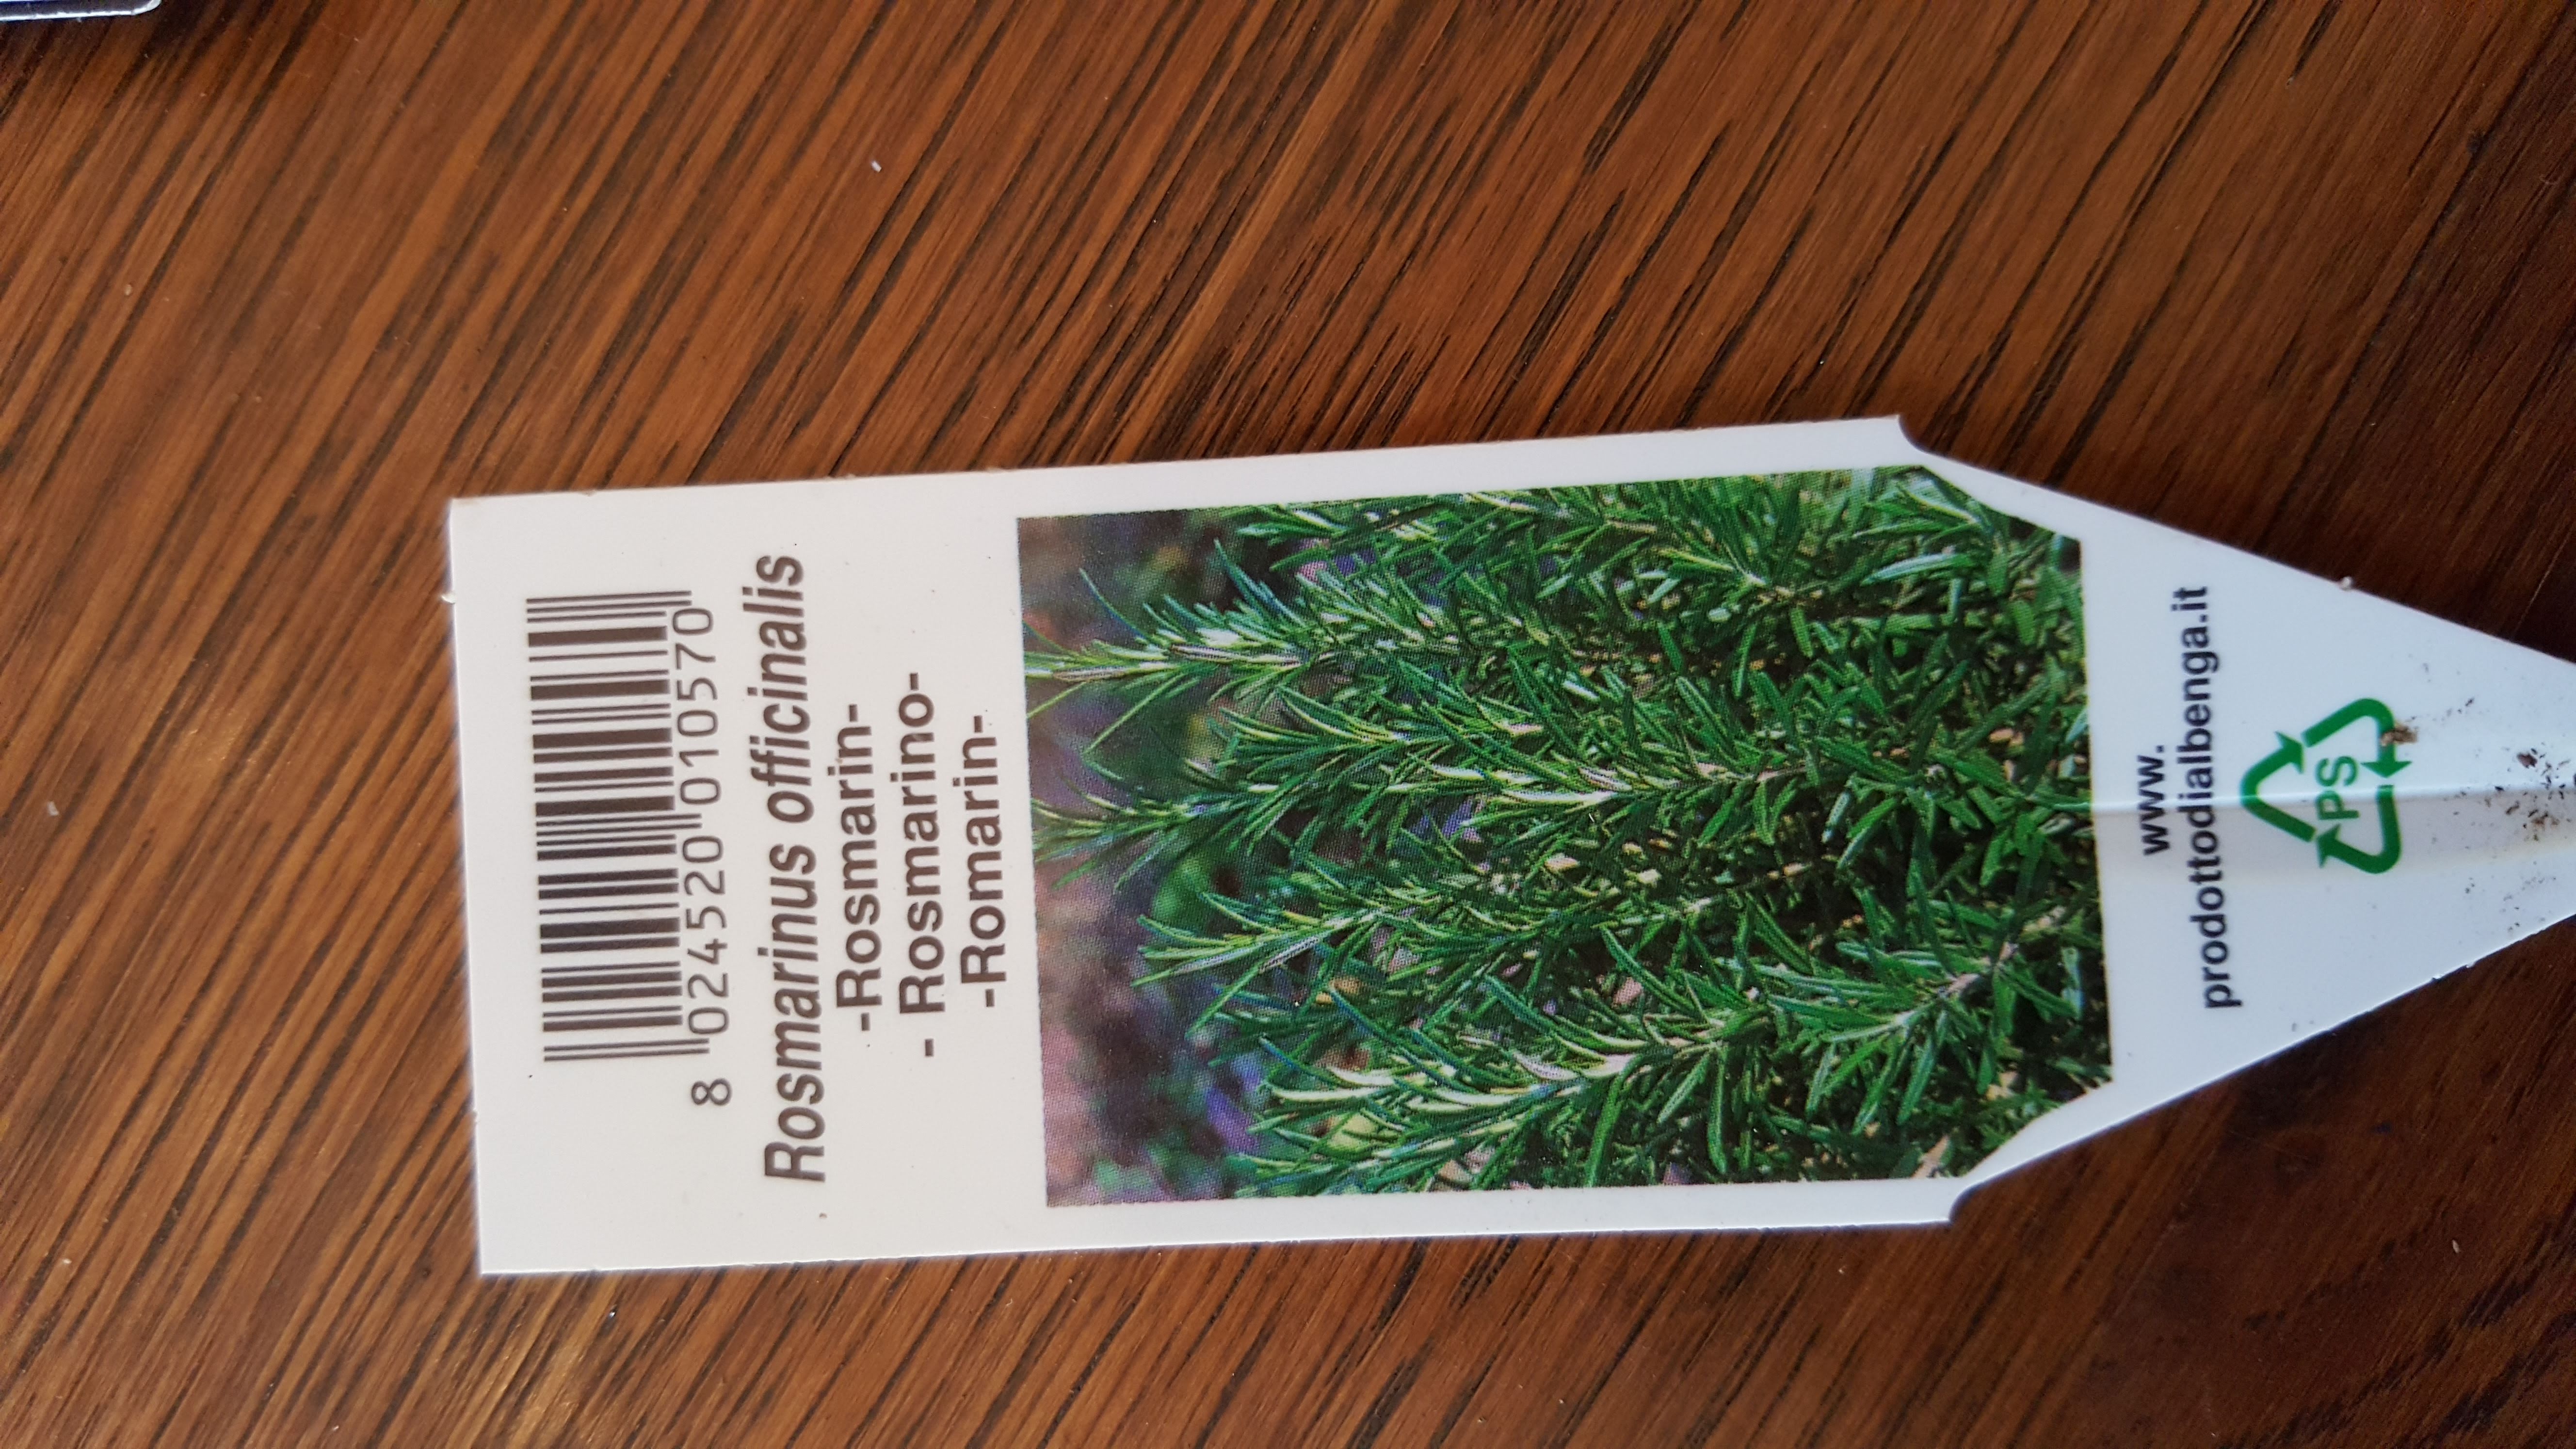 8 024520 010570
Rosmarinus officinalis
-Rosmarin-
- Rosmarino-
-Romarin-
www.
prodottodialbenga.it
PS